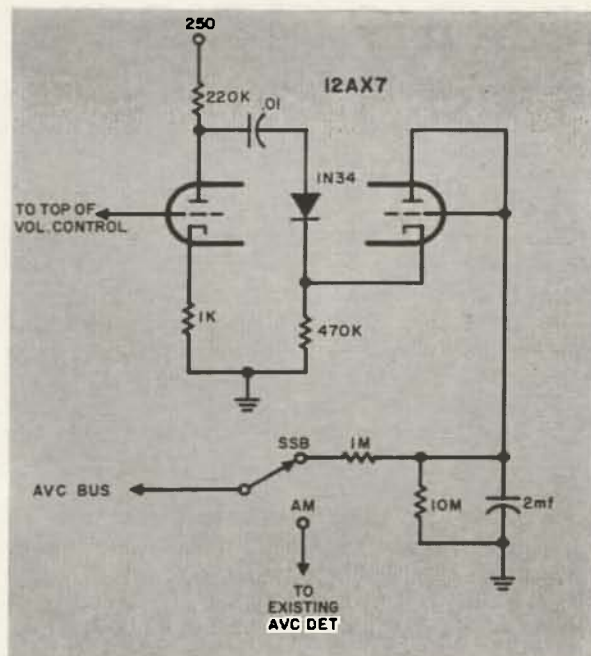 250
12AX7
220K
.01
1N34
TO TOP OF
VOL. CONTROL
1K
470K
SSB
1M
AVC BUS
10M
2mf
AM
TO
EXISTING
AVC DET